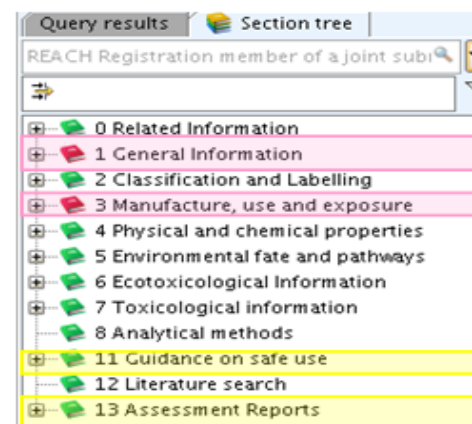 Query results Section tree
REACH Registration member of a joint subi
0 Related Information
1 General Information
2 Classification and Labelling
3 Manufacture, use and exposure
4 Physical and chemical properties
5 Environmental fate and pathways
6 Ecotoxicological Information
7 Toxicological information
8 Analytical methods
11 Guidance on safe use
12 Literature search
13 Assessment Reports